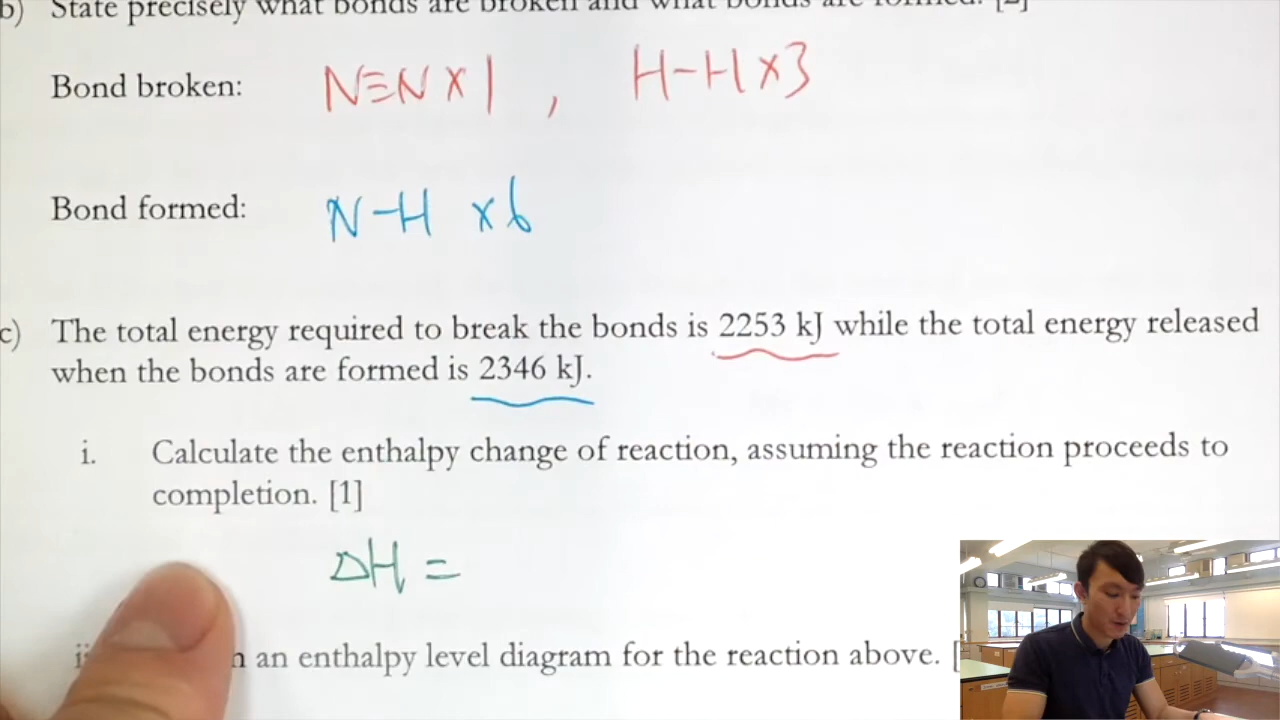 b) State precisely what bonds are broken and what bonds are formed. [2]
Bond broken: N≡N x 1 , H-H x 3
Bond formed: N-H x 6
c) The total energy required to break the bonds is 2253 kJ while the total energy released
when the bonds are formed is 2346 kJ.
i. Calculate the enthalpy change of reaction, assuming the reaction proceeds to
completion. [1]
ΔH =
an enthalpy level diagram for the reaction above. [